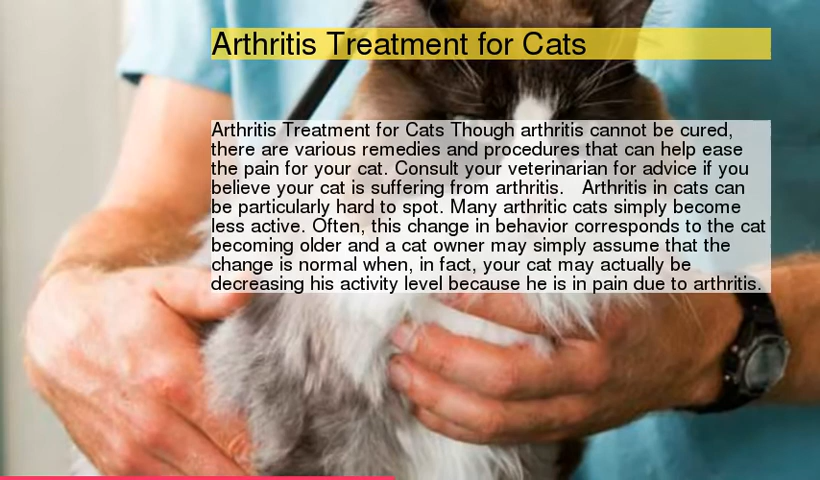 Arthritis Treatment for Cats
Arthritis Treatment for Cats Though arthritis cannot be cured,
there are various remedies and procedures that can help ease
the pain for your cat. Consult your veterinarian for advice if you
believe your cat is suffering from arthritis.   Arthritis in cats can
be particularly hard to spot. Many arthritic cats simply become
less active. Often, this change in behavior corresponds to the cat
becoming older and a cat owner may simply assume that the
change is normal when, in fact, your cat may actually be
decreasing his activity level because he is in pain due to arthritis.